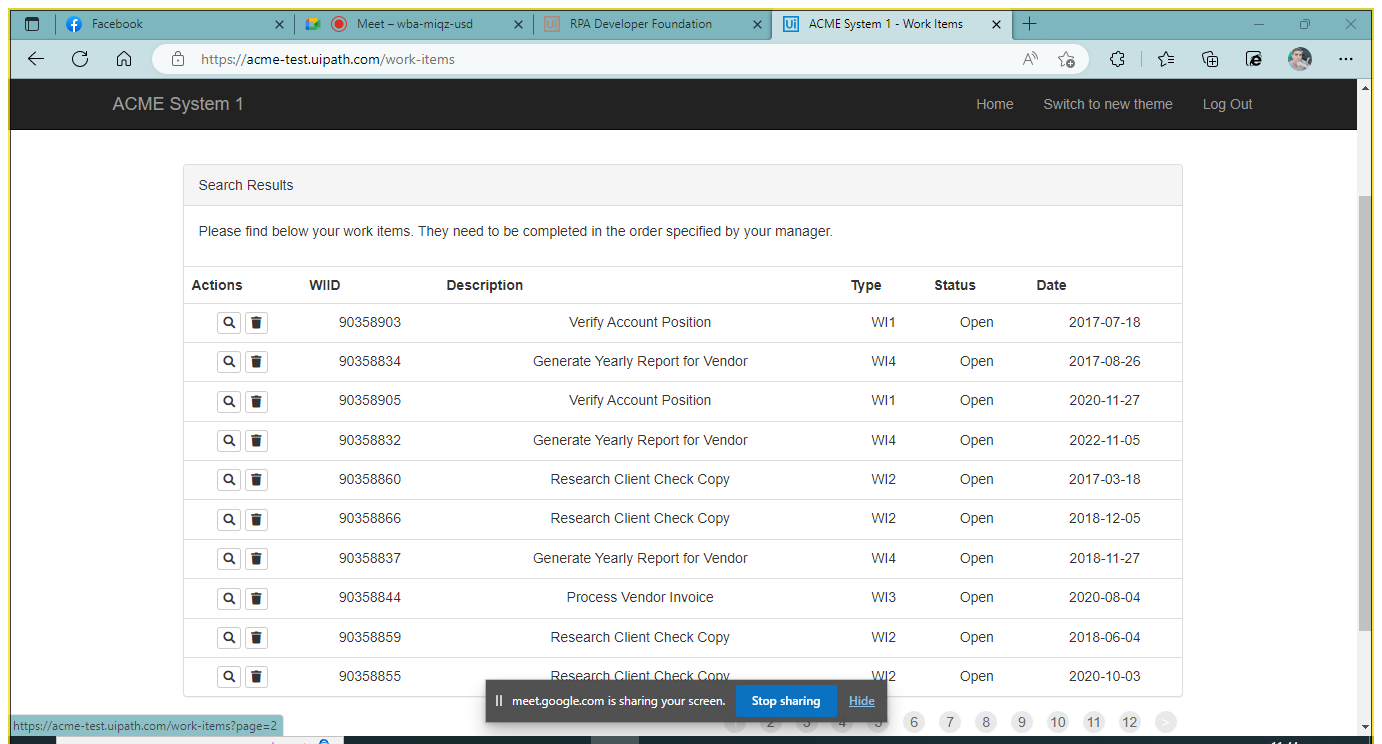 Facebook
Meet – wba-miqz-usd
RPA Developer Foundation
ACME System 1 - Work Items
https://acme-test.uipath.com/work-items
ACME System 1
Home Switch to new theme Log Out
Search Results
Please find below your work items. They need to be completed in the order specified by your manager.
Actions WIID Description Type Status Date
90358903 Verify Account Position WI1 Open 2017-07-18
90358834 Generate Yearly Report for Vendor WI4 Open 2017-08-26
90358905 Verify Account Position WI1 Open 2020-11-27
90358832 Generate Yearly Report for Vendor WI4 Open 2022-11-05
90358860 Research Client Check Copy WI2 Open 2017-03-18
90358866 Research Client Check Copy WI2 Open 2018-12-05
90358837 Generate Yearly Report for Vendor WI4 Open 2018-11-27
90358844 Process Vendor Invoice WI3 Open 2020-08-04
90358859 Research Client Check Copy WI2 Open 2018-06-04
90358855 Research Client Check Copy WI2 Open 2020-10-03
meet.google.com is sharing your screen. Stop sharing Hide
2 3 4 5 6 7 8 9 10 11 12 >
https://acme-test.uipath.com/work-items?page=2